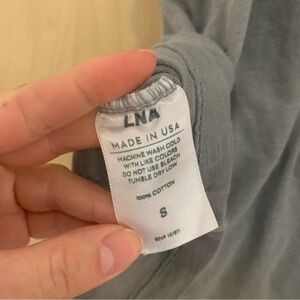 LNA
MADE IN USA
MACHINE WASH COLD
WITH LIKE COLORS
DO NOT USE BLEACH
TUMBLE DRY LOW
100% COTTON
S